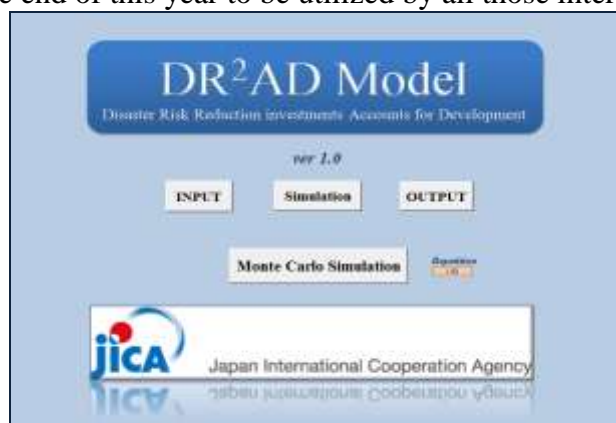 e end of this year to be utilized by all those inter
DR²AD Model
Disaster Risk Reduction investments Accounts for Development
ver 1.0
INPUT
Simulation
OUTPUT
Monte Carlo Simulation
JICA
Japan International Cooperation Agency